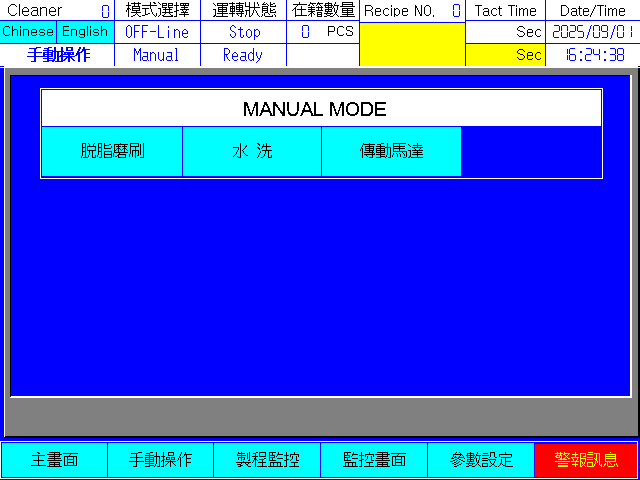 Cleaner 0 模式選擇 運轉狀態 在籍數量 Recipe NO. 0 Tact Time Date/Time
Chinese English OFF-Line Stop 0 PCS Sec 2025/09/01
手動操作 Manual Ready Sec 16:24:38
MANUAL MODE
脱脂磨刷 水 洗 傳動馬達
主畫面 手動操作 製程監控 監控畫面 參數設定 警報訊息